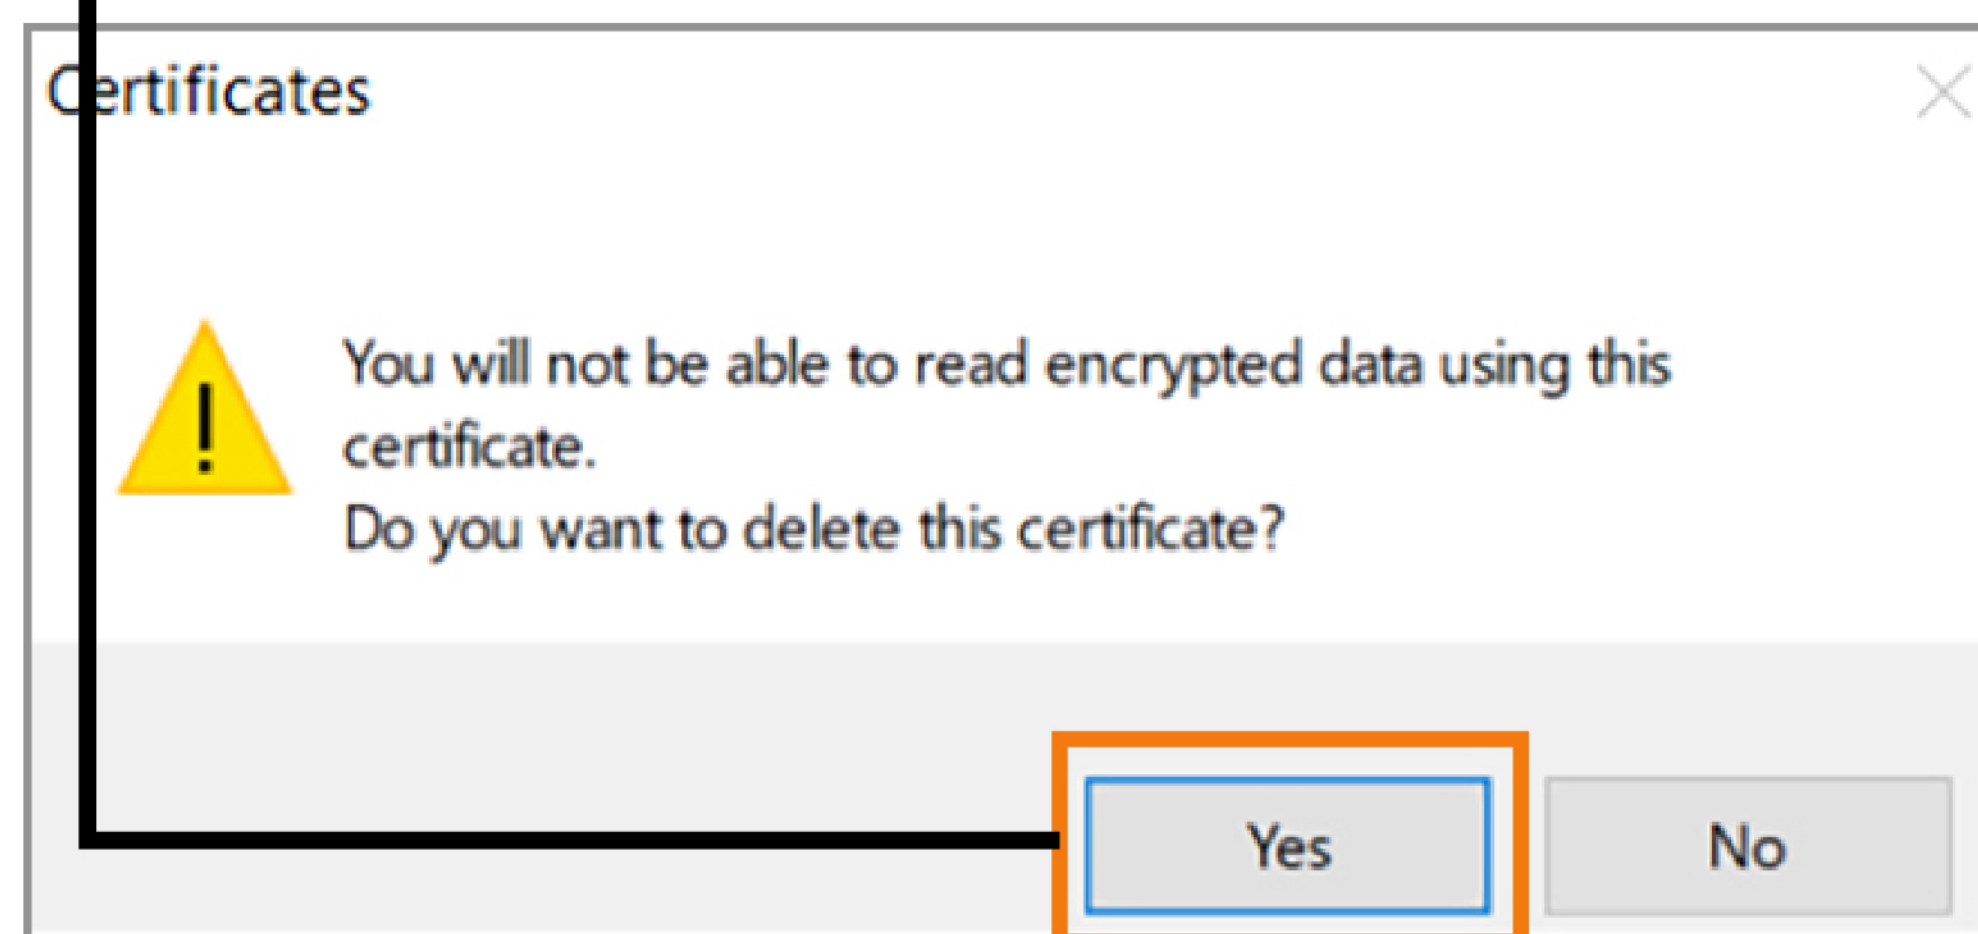 Certificates
You will not be able to read encrypted data using this
certificate.
Do you want to delete this certificate?
Yes No